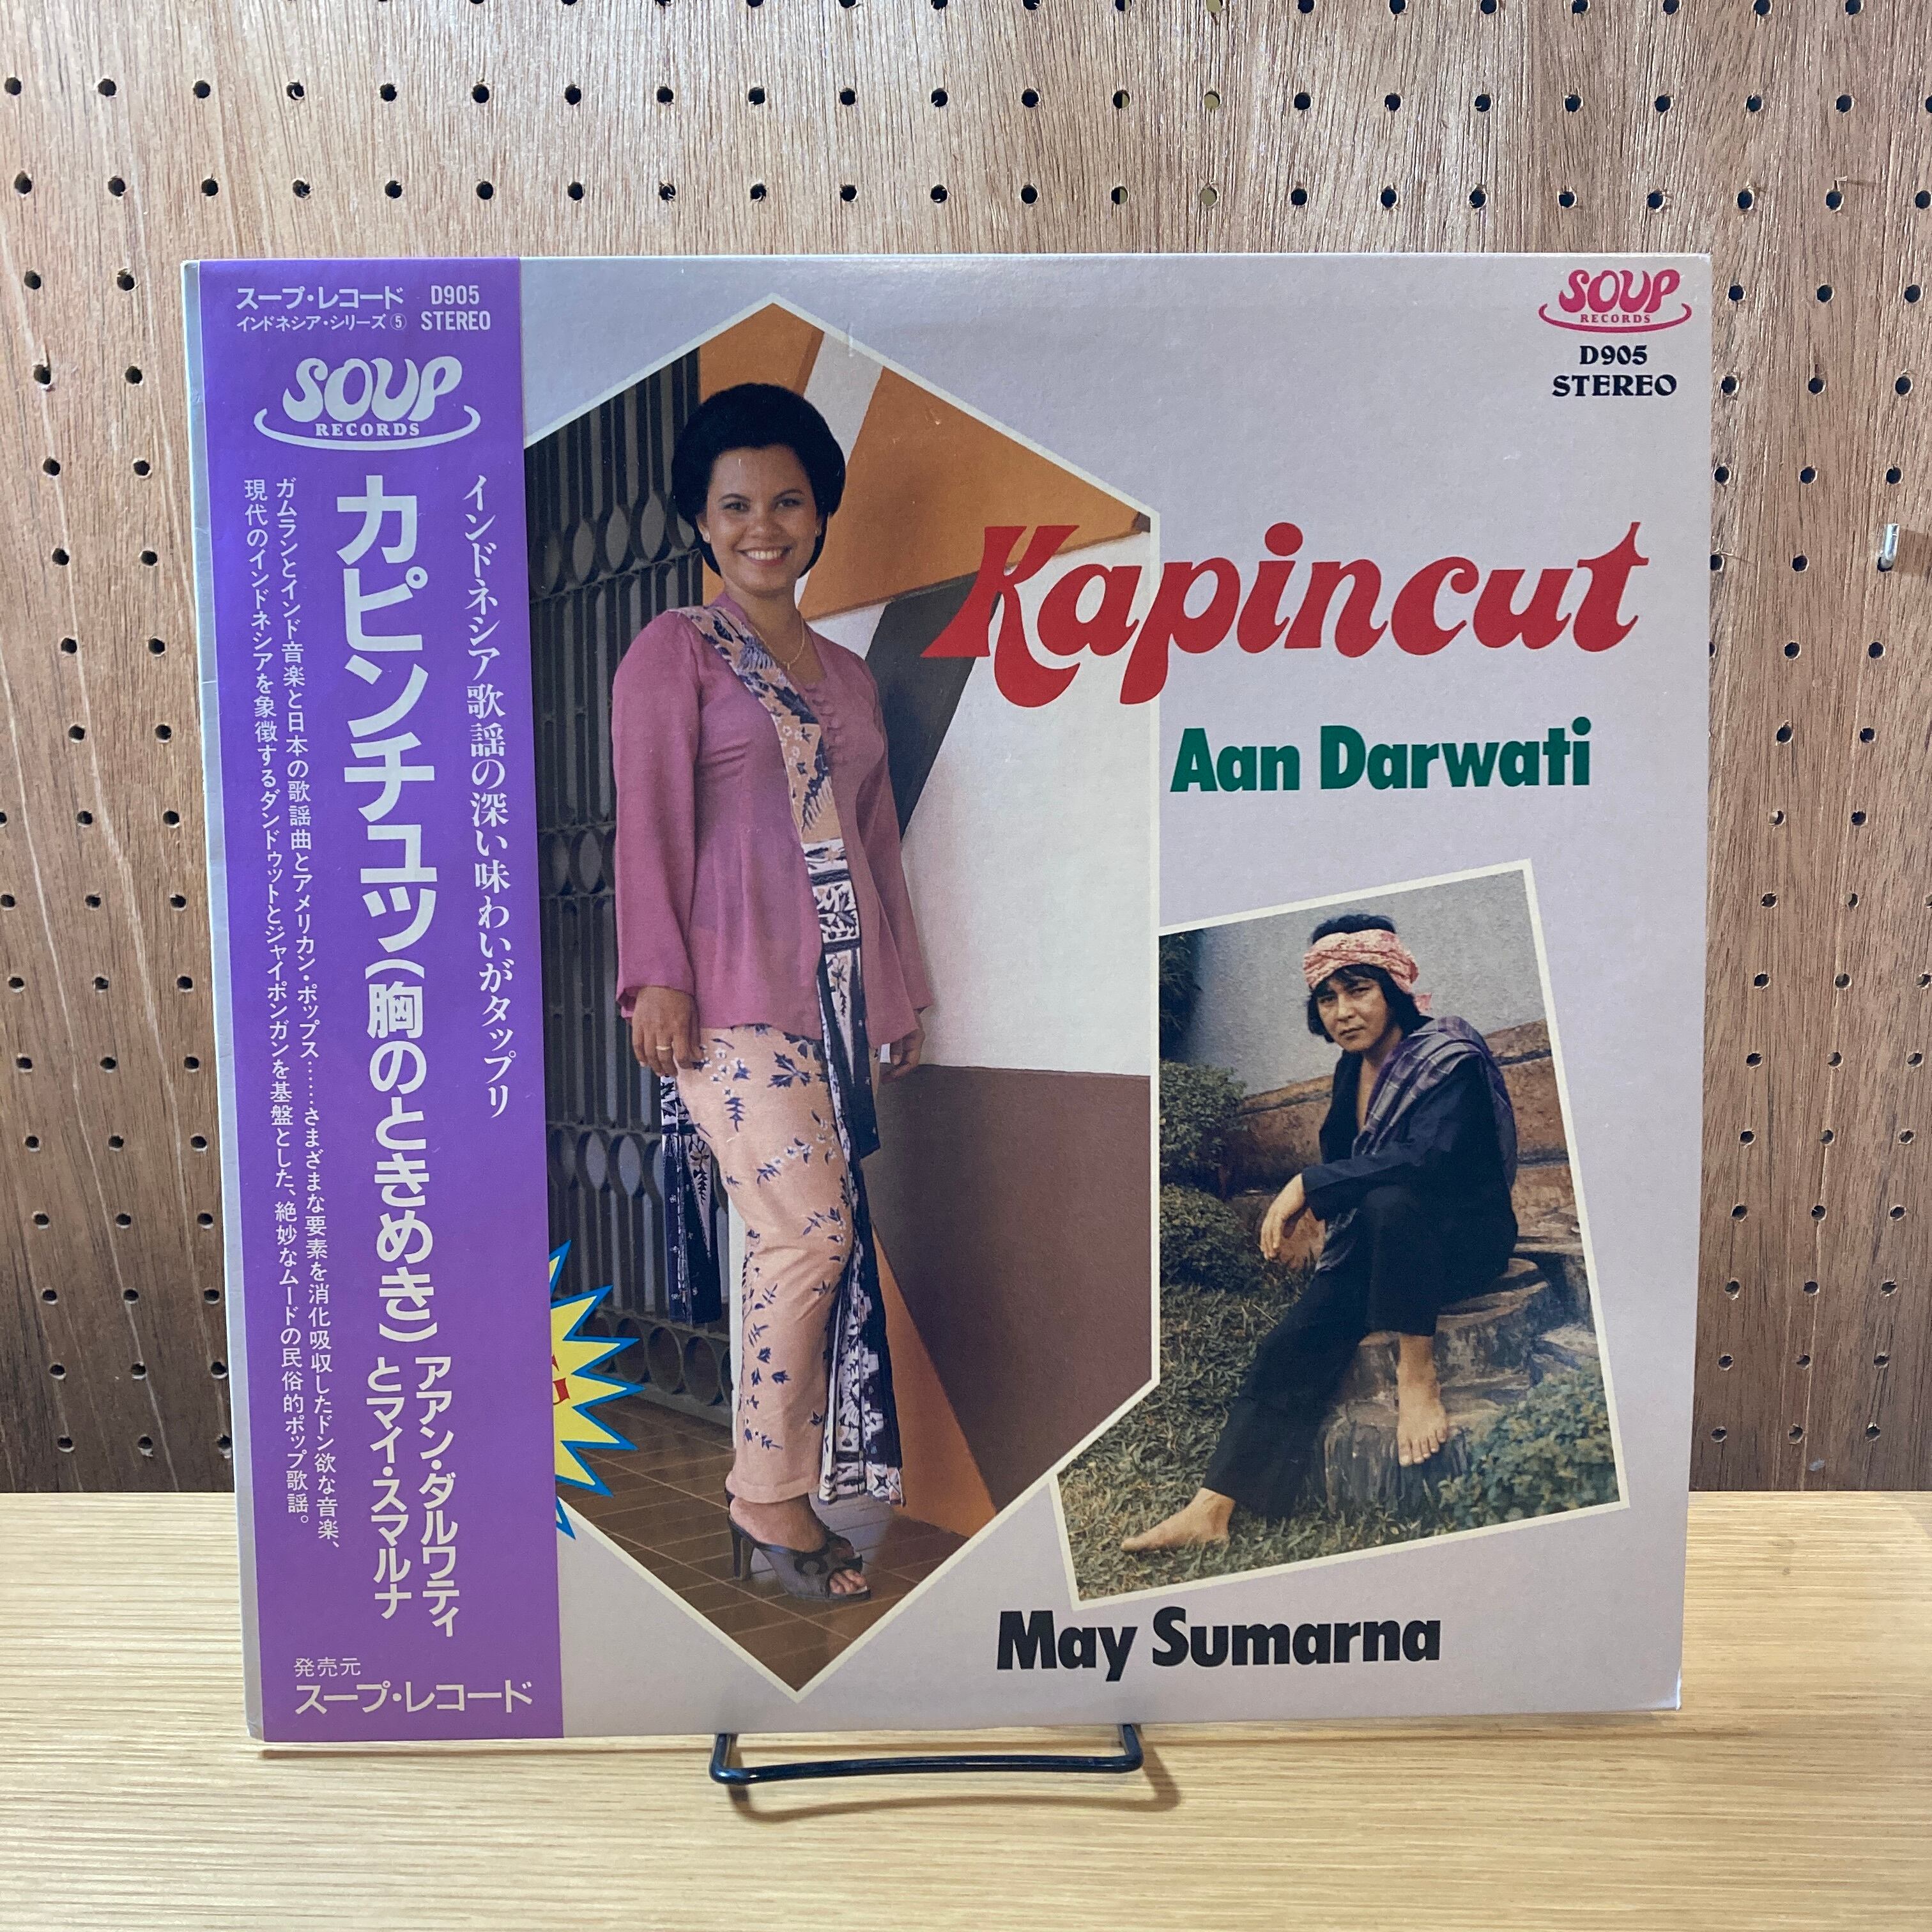 スープ・レコード D905
インドネシア・シリーズ⑤ STEREO
SOUP
RECORDS
インドネシア歌謡の深い味わいがタップリ
カピンチュッ(胸のときめき)
アアン・ダルワティ
とマイ・スマルナ
ガムランとインド音楽と日本の歌謡曲とアメリカン・ポップス……さまざまな要素を消化吸収したドン欲な音楽、
現代のインドネシアを象徴するダンドゥットとジャイポンガンを基盤とした、絶妙なムードの民俗的ポップ歌謡。
発売元
スープ・レコード
SOUP
RECORDS
D905
STEREO
Kapincut
Aan Darwati
May Sumarna